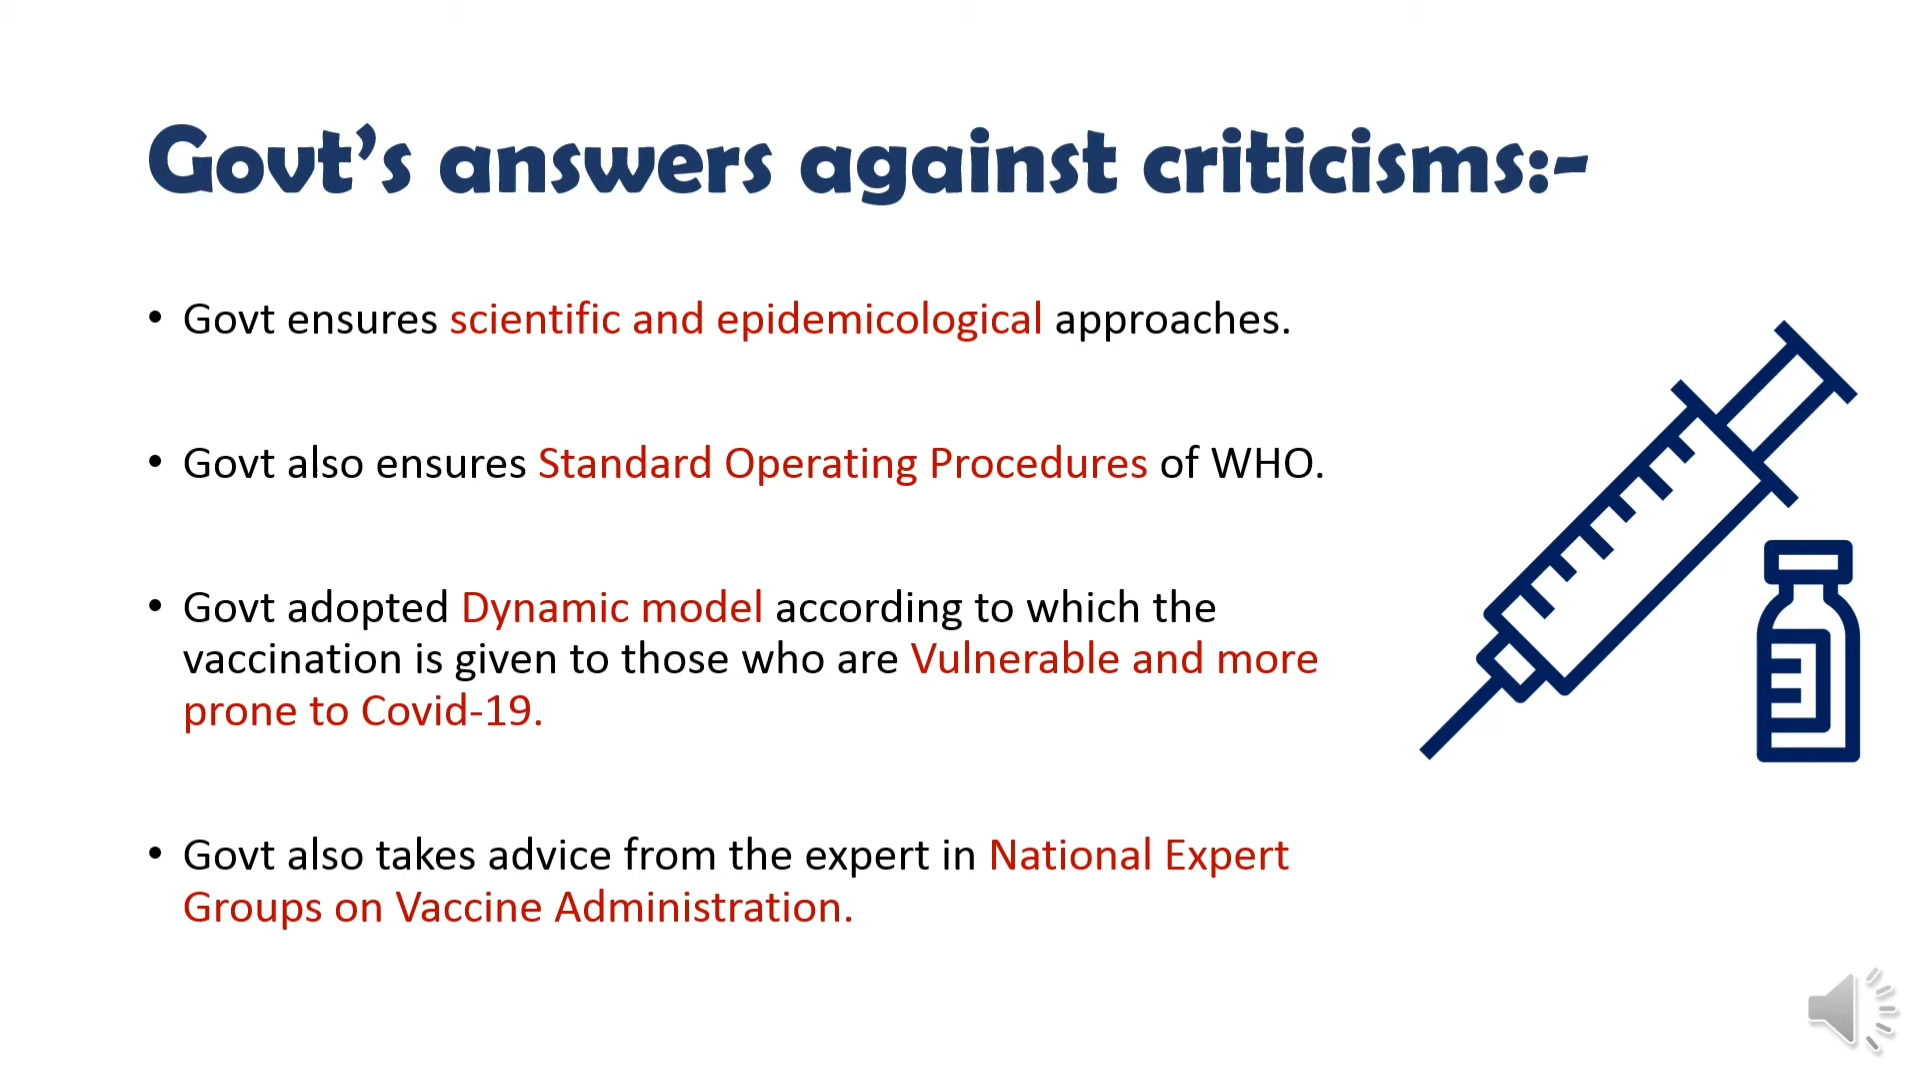 Govt’s answers against criticisms:-
• Govt ensures scientific and epidemicological approaches.
• Govt also ensures Standard Operating Procedures of WHO.
• Govt adopted Dynamic model according to which the
vaccination is given to those who are Vulnerable and more
prone to Covid-19.
• Govt also takes advice from the expert in National Expert
Groups on Vaccine Administration.